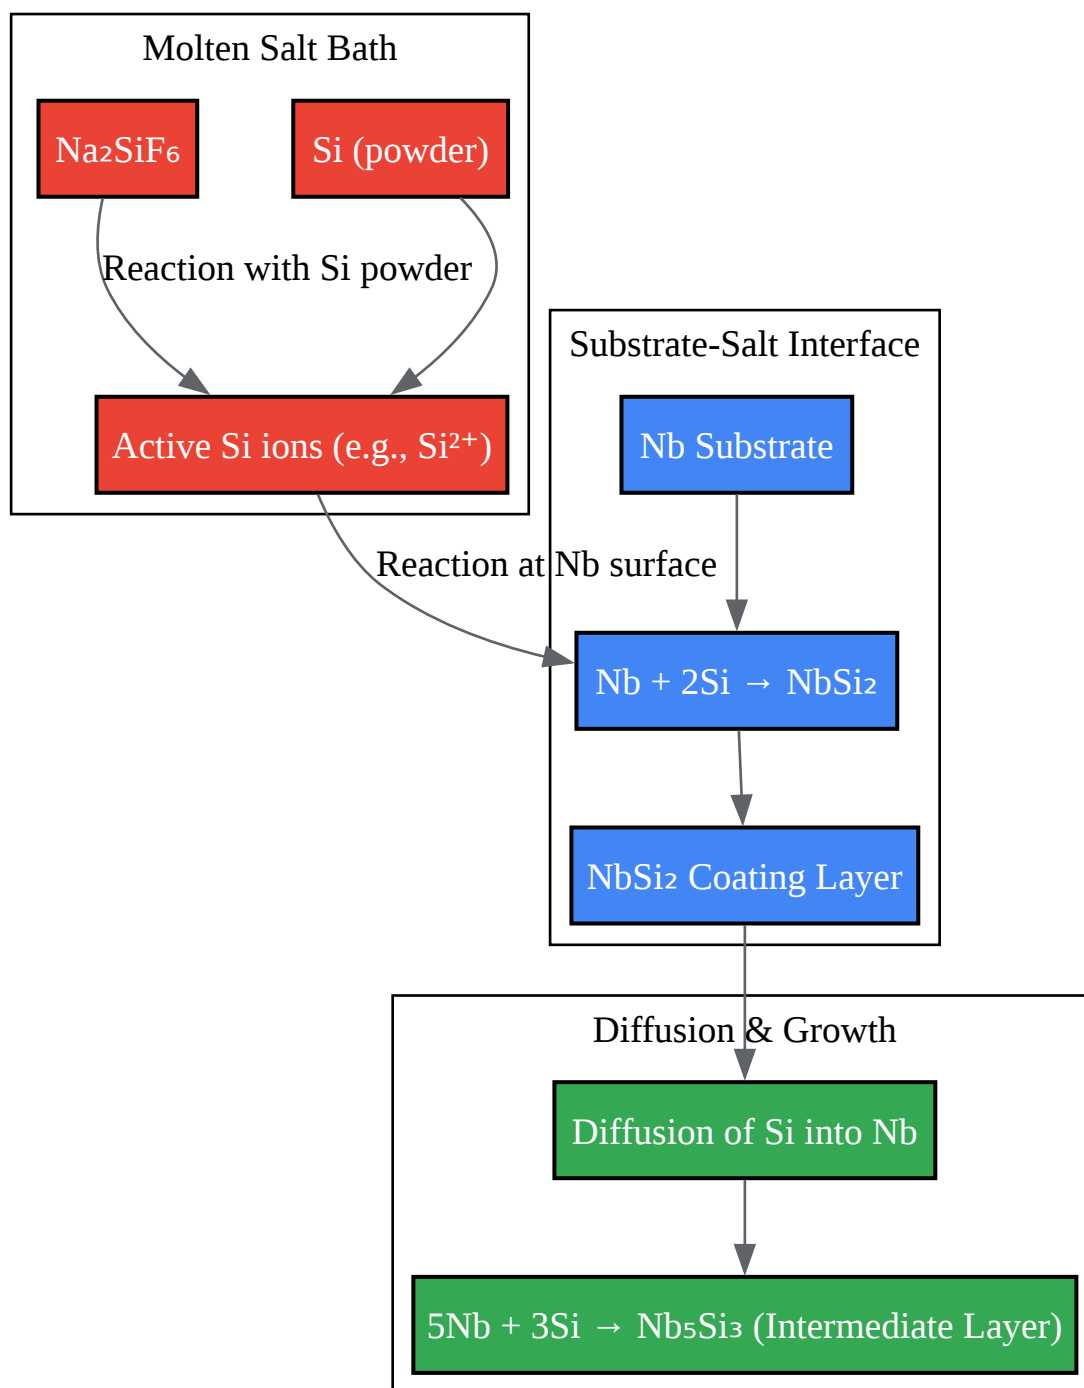 Molten Salt Bath
Na₂SiF₆
Si (powder)
Reaction with Si powder
Active Si ions (e.g., Si²⁺)
Substrate-Salt Interface
Nb Substrate
Reaction at Nb surface
Nb + 2Si → NbSi₂
NbSi₂ Coating Layer
Diffusion & Growth
Diffusion of Si into Nb
5Nb + 3Si → Nb₅Si₃ (Intermediate Layer)